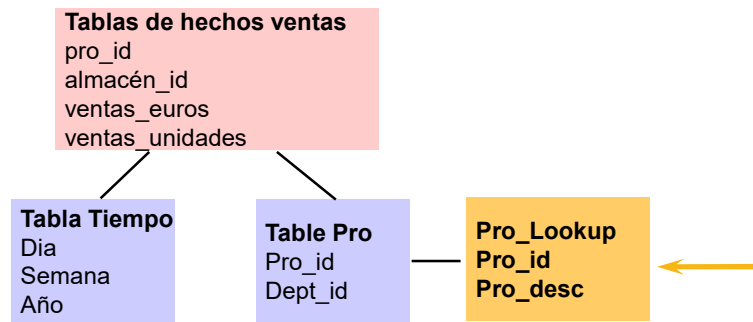 Tablas de hechos ventas
pro_id
almacén_id
ventas_euros
ventas_unidades
Tabla Tiempo
Dia
Semana
Año
Table Pro
Pro_id
Dept_id
Pro_Lookup
Pro_id
Pro_desc